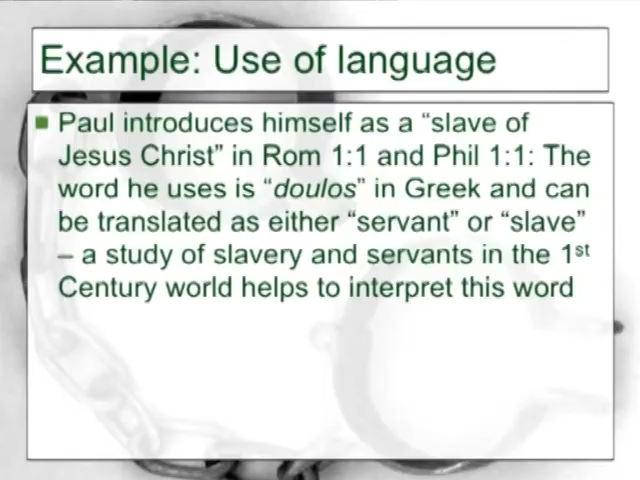 Example: Use of language
Paul introduces himself as a “slave of
Jesus Christ” in Rom 1:1 and Phil 1:1: The
word he uses is “doulos” in Greek and can
be translated as either “servant” or “slave”
– a study of slavery and servants in the 1st
Century world helps to interpret this word